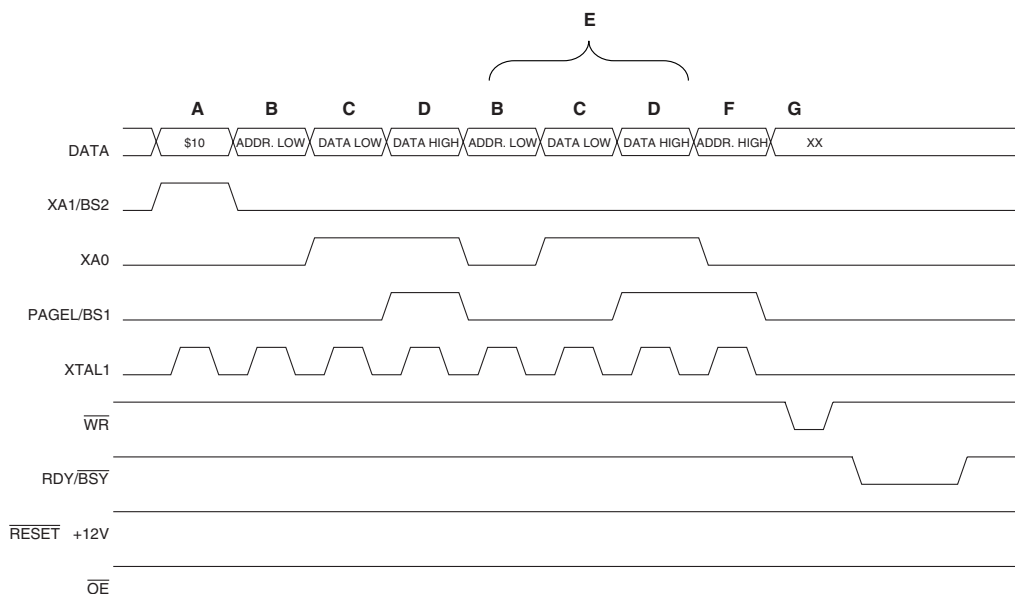 E
A B C D B C D F G
DATA $10 ADDR. LOW DATA LOW DATA HIGH ADDR. LOW DATA LOW DATA HIGH ADDR. HIGH XX
XA1/BS2
XA0
PAGEL/BS1
XTAL1
WR
RDY/BSY
RESET +12V
OE